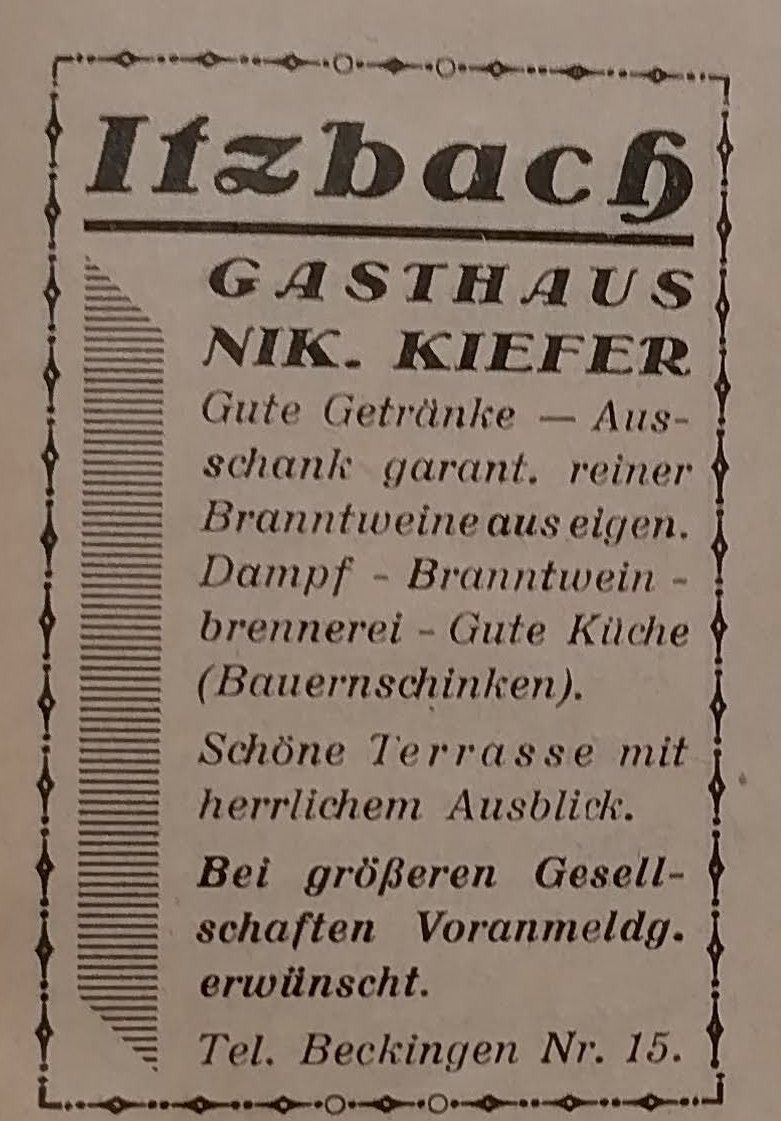 Itzbach
GASTHAUS
NIK. KIEFER
Gute Getränke — Aus-
schank garant. reiner
Branntweine aus eigen.
Dampf - Branntwein -
brennerei - Gute Küche
(Bauernschinken).
Schöne Terrasse mit
herrlichem Ausblick.
Bei größeren Gesell-
schaften Voranmeldg.
erwünscht.
Tel. Beckingen Nr. 15.